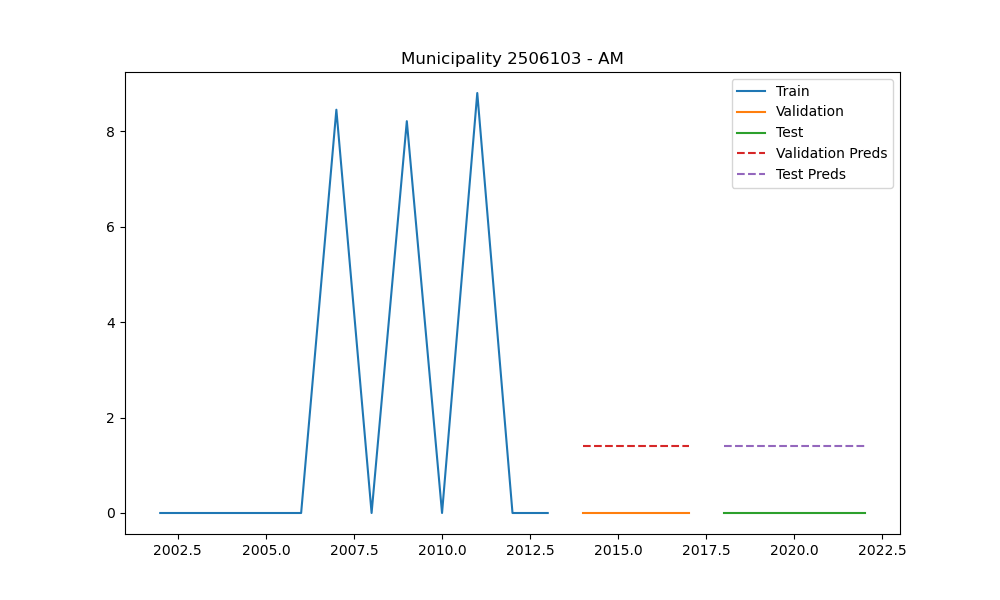 Municipality 2506103 - AM
Train
Validation
Test
Validation Preds
Test Preds
8
6
4
2
0
2002.5 2005.0 2007.5 2010.0 2012.5 2015.0 2017.5 2020.0 2022.5